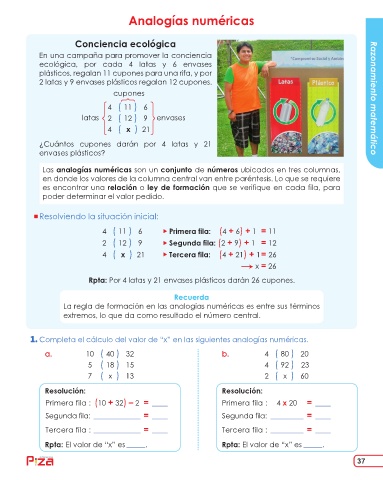 Analogías numéricas
Conciencia ecológica
En una campaña para promover la conciencia
ecológica, por cada 4 latas y 6 envases
plásticos, regalan 11 cupones para una rifa, y por
2 latas y 9 envases plásticos regalan 12 cupones.
cupones
4 ( 11 ) 6
latas 2 ( 12 ) 9 envases
4 ( x ) 21
¿Cuántos cupones darán por 4 latas y 21
envases plásticos?
Latas
Plástico
Razonamiento matemático
Las analogías numéricas son un conjunto de números ubicados en tres columnas,
en donde los valores de la columna central van entre paréntesis. Lo que se requiere
es encontrar una relación o ley de formación que se verifique en cada fila, para
poder determinar el valor pedido.
Resolviendo la situación inicial:
4 ( 11 ) 6 Primera fila: (4 + 6) + 1 = 11
2 ( 12 ) 9 Segunda fila: (2 + 9) + 1 = 12
4 ( x ) 21 Tercera fila: (4 + 21) + 1 = 26
→ x = 26
Rpta: Por 4 latas y 21 envases plásticos darán 26 cupones.
Recuerda
La regla de formación en las analogías numéricas es entre sus términos
extremos, lo que da como resultado el número central.
1. Completa el cálculo del valor de "x" en las siguientes analogías numéricas.
a. 10 ( 40 ) 32
5 ( 18 ) 15
7 ( x ) 13
Resolución:
Primera fila : (10 + 32) – 2 = ____
Segunda fila: ____________ = ____
Tercera fila : ____________ = ____
Rpta: El valor de "x" es _____.
b. 4 ( 80 ) 20
4 ( 92 ) 23
2 ( x ) 60
Resolución:
Primera fila : 4 x 20 = ____
Segunda fila: ____________ = ____
Tercera fila : ____________ = ____
Rpta: El valor de "x" es _____.
37